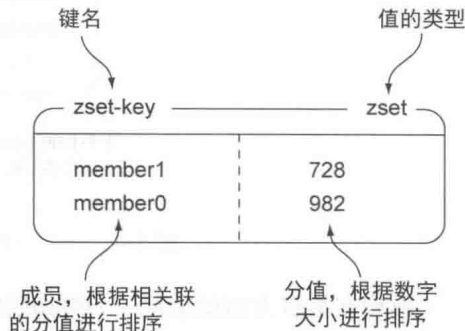 键名
值的类型
zset-key
zset
member1
728
member0
982
成员，根据相关联
的分值进行排序
分值，根据数字
大小进行排序